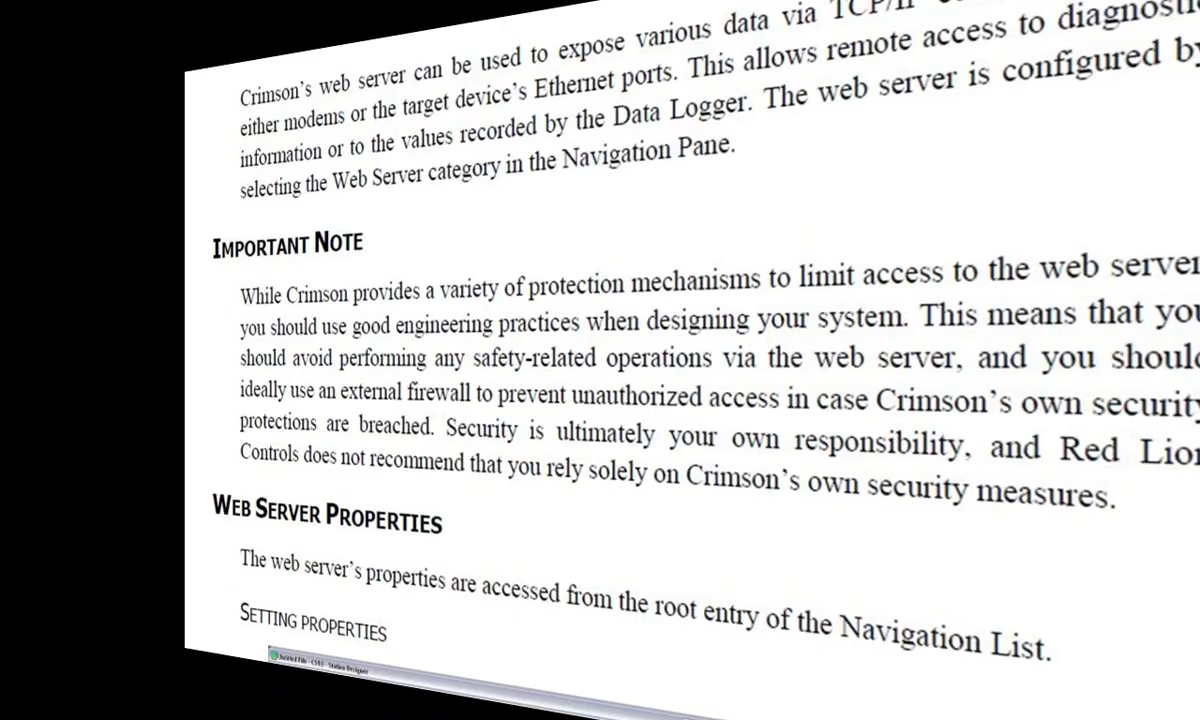 Crimson's web server can be used to expose various data via
either modems or the target device's Ethernet ports. This allows remote access to
information or to the values recorded by the Data Logger. The web server is configured by
selecting the Web Server category in the Navigation Pane.
IMPORTANT NOTE
While Crimson provides a variety of protection mechanisms to limit access to the web server
you should use good engineering practices when designing your system. This means that you
should avoid performing any safety-related operations via the web server, and you should
ideally use an external firewall to prevent unauthorized access in case Crimson's own security
protections are breached. Security is ultimately your own responsibility, and Red Lion
Controls does not recommend that you rely solely on Crimson's own security measures.
WEB SERVER PROPERTIES
The web server's properties are accessed from the root entry of the Navigation List.
SETTING PROPERTIES